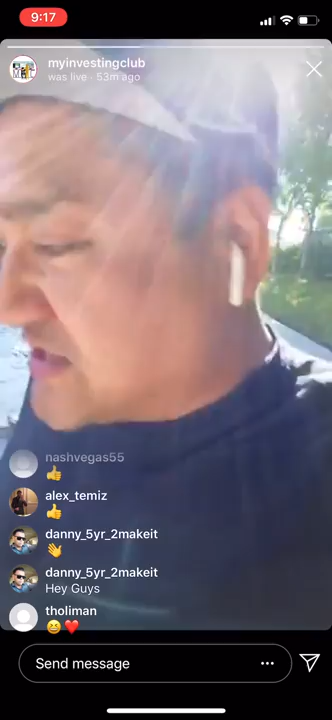 9:17
myinvestingclub
was live · 53m ago
nashvegas55
👍
alex_temiz
👍
danny_5yr_2makeit
👋
danny_5yr_2makeit
Hey Guys
tholiman
😆❤️
Send message